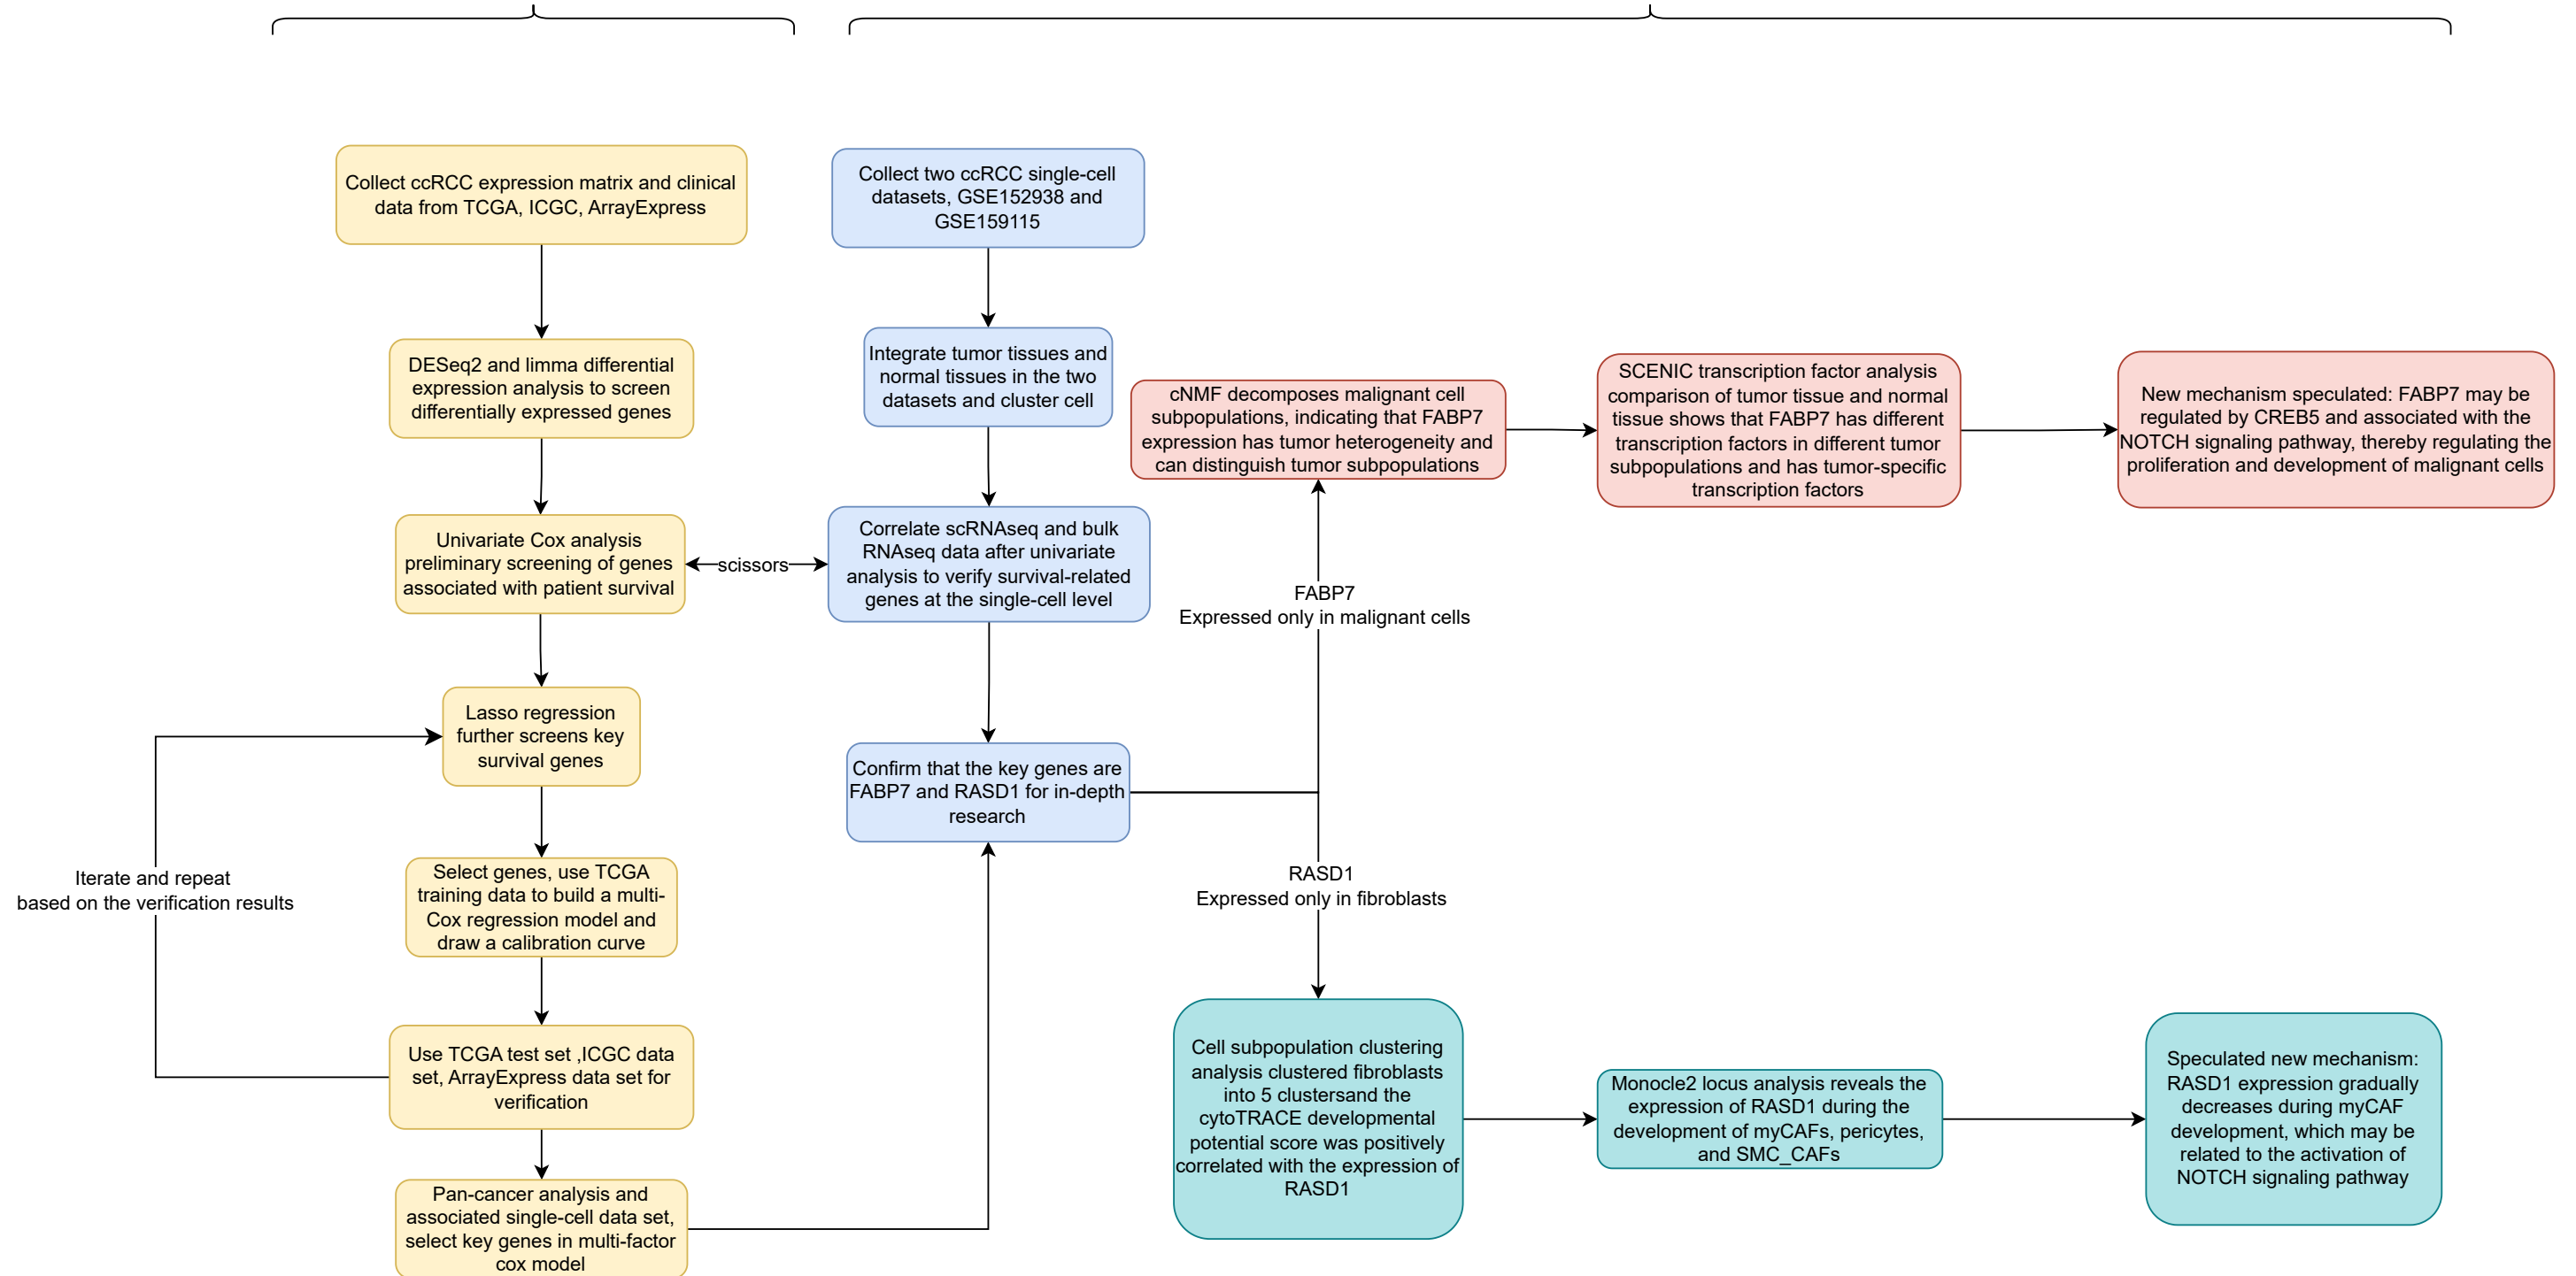 Collect ccRCC expression matrix and clinical
data from TCGA, ICGC, ArrayExpress
DESeq2 and limma differential
expression analysis to screen
differentially expressed genes
Univariate Cox analysis
preliminary screening of genes
associated with patient survival
scissors
Lasso regression
further screens key
survival genes
Iterate and repeat
based on the verification results
Select genes, use TCGA
training data to build a multi-
Cox regression model and
draw a calibration curve
Use TCGA test set ,ICGC data
set, ArrayExpress data set for
verification
Pan-cancer analysis and
associated single-cell data set,
select key genes in multi-factor
cox model
Collect two ccRCC single-cell
datasets, GSE152938 and
GSE159115
Integrate tumor tissues and
normal tissues in the two
datasets and cluster cell
Correlate scRNAseq and bulk
RNAseq data after univariate
analysis to verify survival-related
genes at the single-cell level
Confirm that the key genes are
FABP7 and RASD1 for in-depth
research
FABP7
Expressed only in malignant cells
cNMF decomposes malignant cell
subpopulations, indicating that FABP7
expression has tumor heterogeneity and
can distinguish tumor subpopulations
SCENIC transcription factor analysis
comparison of tumor tissue and normal
tissue shows that FABP7 has different
transcription factors in different tumor
subpopulations and has tumor-specific
transcription factors
New mechanism speculated: FABP7 may be
regulated by CREB5 and associated with the
NOTCH signaling pathway, thereby regulating the
proliferation and development of malignant cells
RASD1
Expressed only in fibroblasts
Cell subpopulation clustering
analysis clustered fibroblasts
into 5 clustersand the
cytoTRACE developmental
potential score was positively
correlated with the expression of
RASD1
Monocle2 locus analysis reveals the
expression of RASD1 during the
development of myCAFs, pericytes,
and SMC_CAFs
Speculated new mechanism:
RASD1 expression gradually
decreases during myCAF
development, which may be
related to the activation of
NOTCH signaling pathway